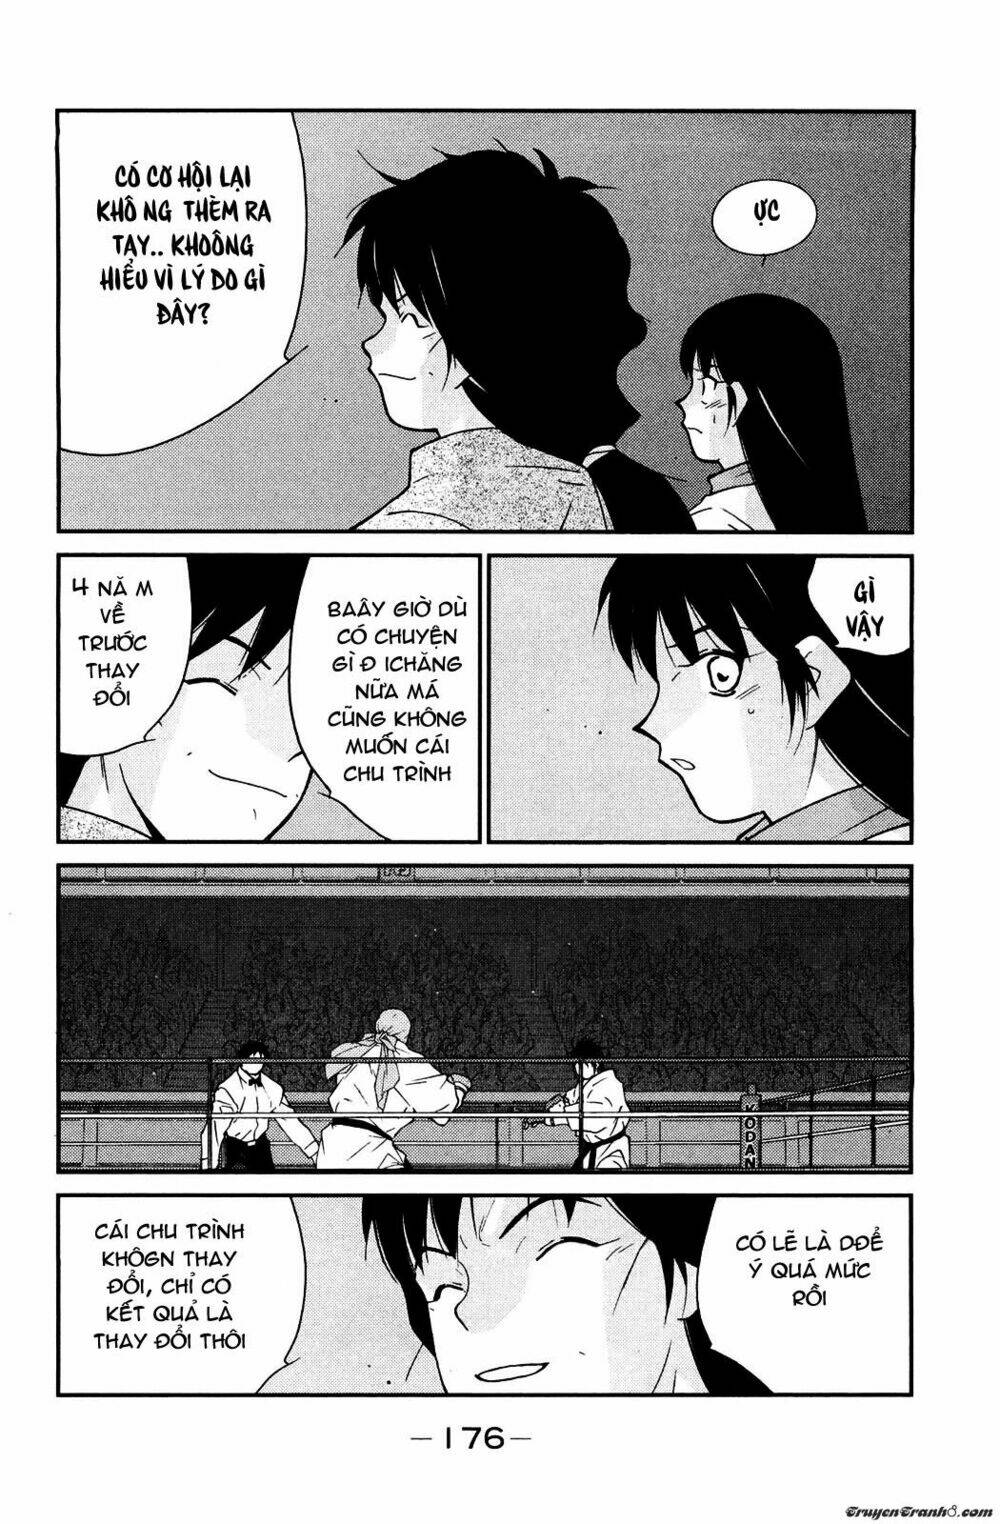 CÓ CƠ HỘI LẠI
KHÔ NG THÈM RA
TẠY.. KHOÔNG
HIỂU VÌ LÝ DO GÌ
ĐÂY?
ỰC
4 NĂ M
VỀ
TRƯỚC
THAY
ĐỔI
BAÂY GIỜ DÙ
CÓ CHUYỆN
GÌ Đ ICHĂNG
NỮA MÁ
CŨNG KHÔNG
MUỐN CÁI
CHU TRÌNH
GÌ
VẬY
KODAN
CÁI CHU TRÌNH
KHÔGN THAY
ĐỔI, CHỈ CÓ
KẾT QUẢ LÀ
THAY ĐỔI THÔI
CÓ LẼ LÀ DĐỂ
Ý QUÁ MỨC
RỒI
—176—
TruyenTranh8.com